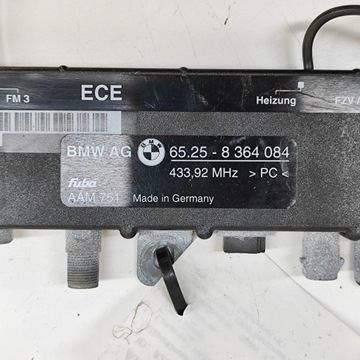 FM 3 ECE Heizung FZV
BMW AG 65.25 - 8 364 084
433,92 MHz > PC <
fuba
AAM 751 Made in Germany